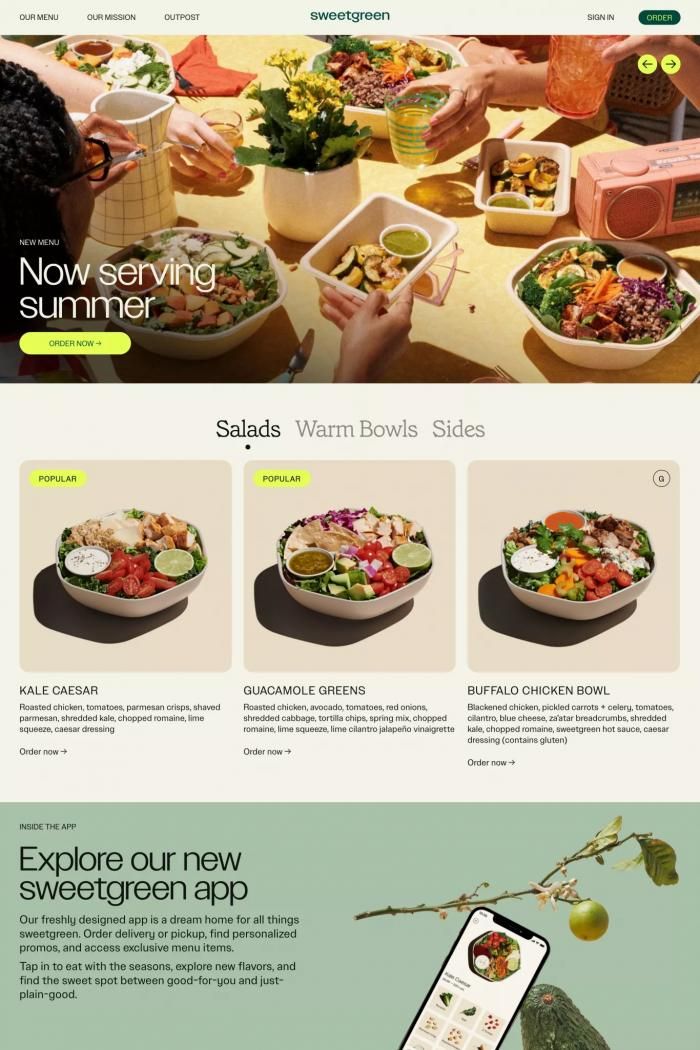 OUR MENU
OUR MISSION
OUTPOST
sweetgreen
SIGN IN
ORDER
NEW MENU
Now serving
summer
ORDER NOW →
Salads
Warm Bowls
Sides
POPULAR
POPULAR
G
KALE CAESAR
Roasted chicken, tomatoes, parmesan crisps, shaved
parmesan, shredded kale, chopped romaine, lime
squeeze, caesar dressing
Order now →
GUACAMOLE GREENS
Roasted chicken, avocado, tomatoes, red onions,
shredded cabbage, tortilla chips, spring mix, chopped
romaine, lime squeeze, lime cilantro jalapeño vinaigrette
Order now →
BUFFALO CHICKEN BOWL
Blackened chicken, pickled carrots + celery, tomatoes,
cilantro, blue cheese, za'atar breadcrumbs, shredded
kale, chopped romaine, sweetgreen hot sauce, caesar
dressing (contains gluten)
Order now →
INSIDE THE APP
Explore our new
sweetgreen app
Our freshly designed app is a dream home for all things
sweetgreen. Order delivery or pickup, find personalized
promos, and access exclusive menu items.
Tap in to eat with the seasons, explore new flavors, and
find the sweet spot between good-for-you and just-
plain-good.
Kale Caesar